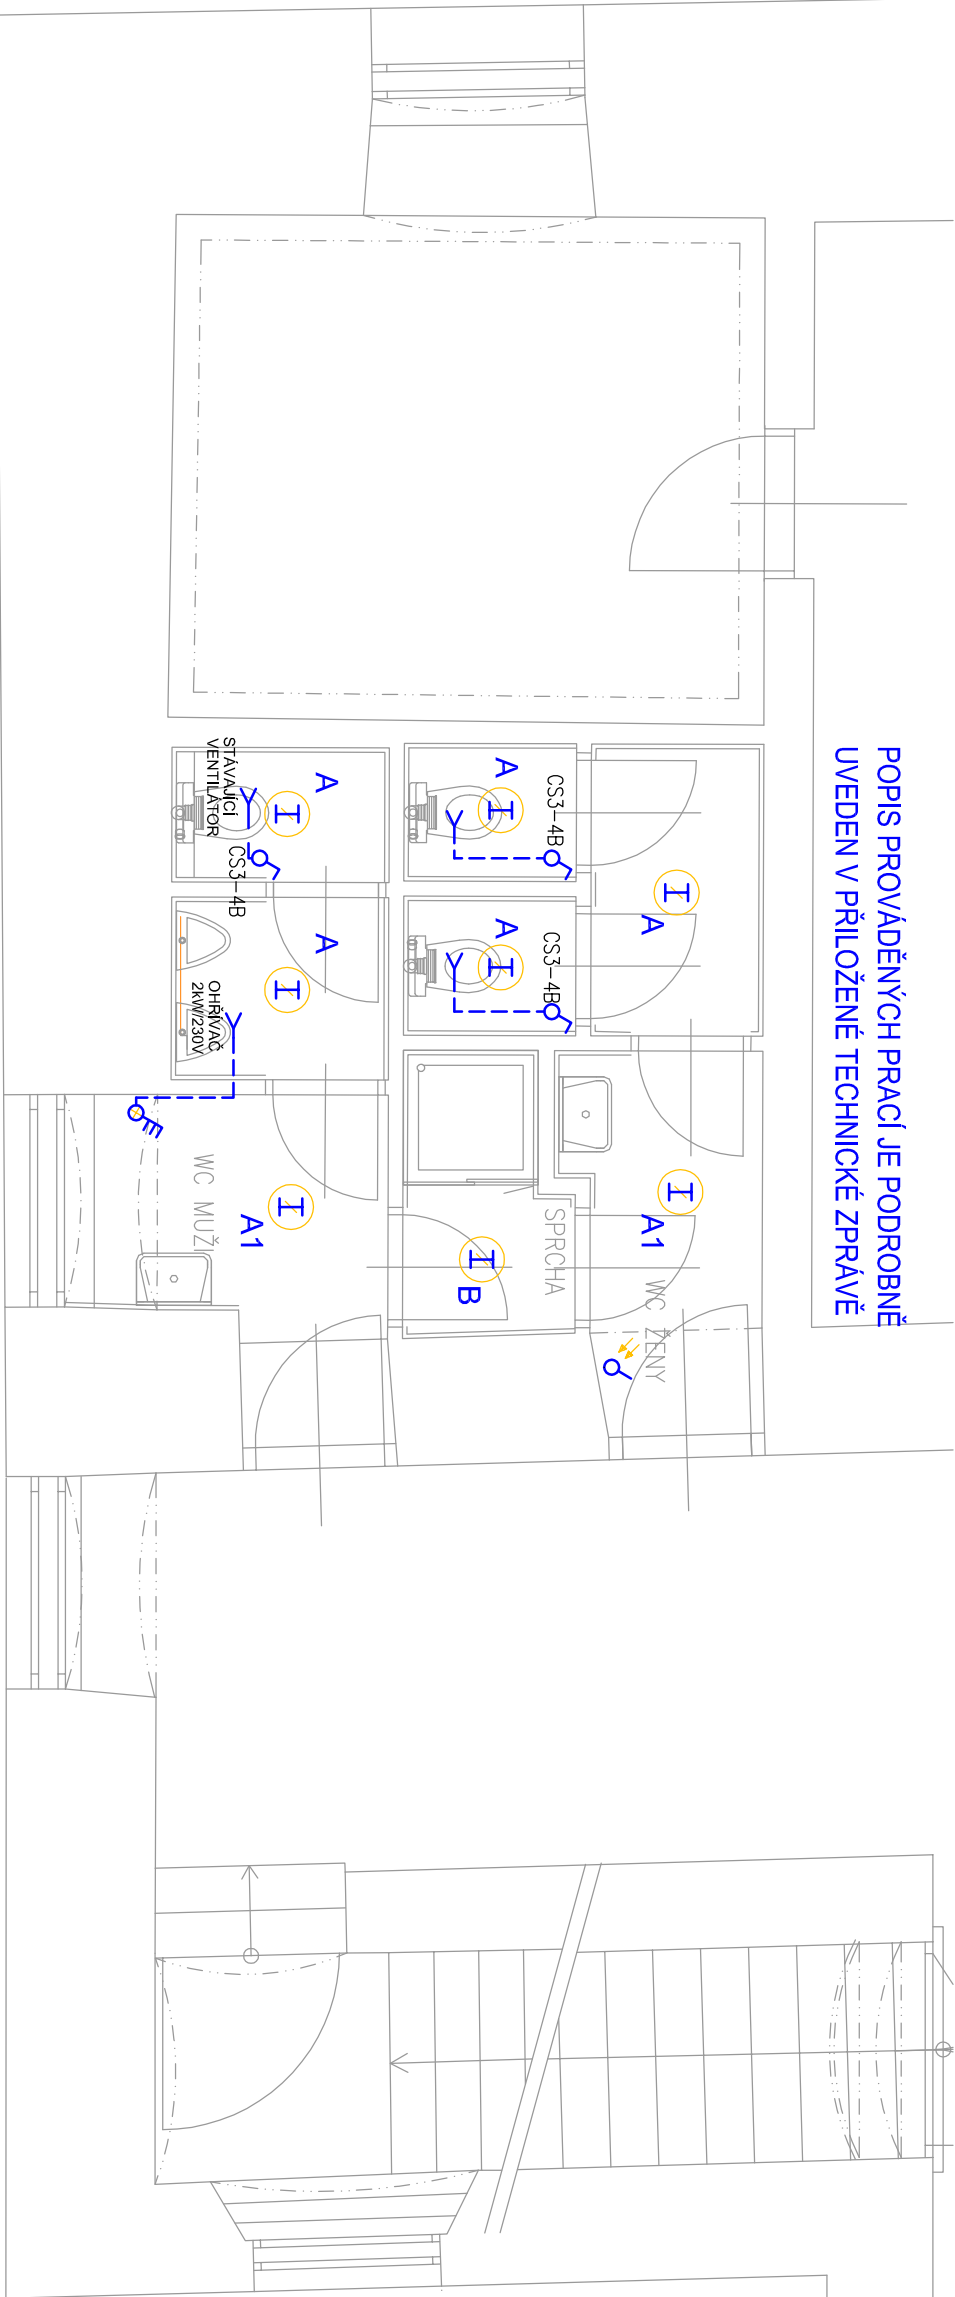 POPIS PROVÁDĚNÝCH PRACÍ JE PODROBNĚ
UVEDEN V PŘILOŽENÉ TECHNICKÉ ZPRÁVĚ
A
A1
WC ŽENY
CS3-4B
CS3-4B
SPRCHA
A
A
B
A
A
A1
STÁVAJÍCÍ
VENTILÁTOR
CS3-4B
OHŘÍVAČ
2kW/230V
WC MUŽI